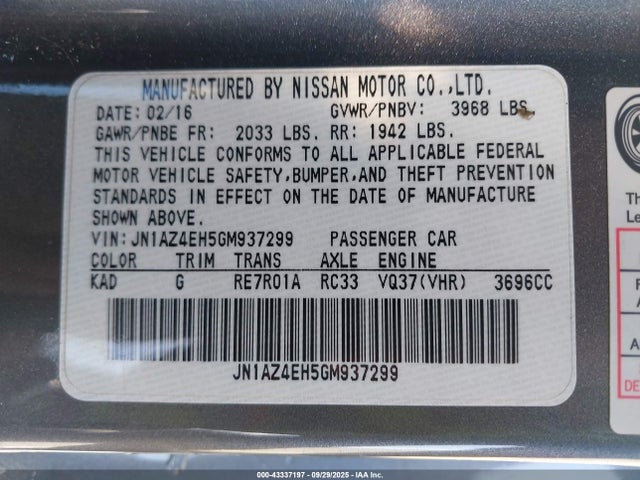 MANUFACTURED BY NISSAN MOTOR CO.,LTD.
DATE: 02/16 GVWR/PNBV: 3968 LBS.
GAWR/PNBE FR: 2033 LBS. RR: 1942 LBS.
THIS VEHICLE CONFORMS TO ALL APPLICABLE FEDERAL
MOTOR VEHICLE SAFETY,BUMPER,AND THEFT PREVENTION
STANDARDS IN EFFECT ON THE DATE OF MANUFACTURE
SHOWN ABOVE.
VIN:JN1AZ4EH5GM937299 PASSENGER CAR
COLOR TRIM TRANS AXLE ENGINE
KAD G RE7R01A RC33 VQ37(VHR) 3696CC
JN1AZ4EH5GM937299
000-43337197 - 09/29/2025 - IAA Inc.